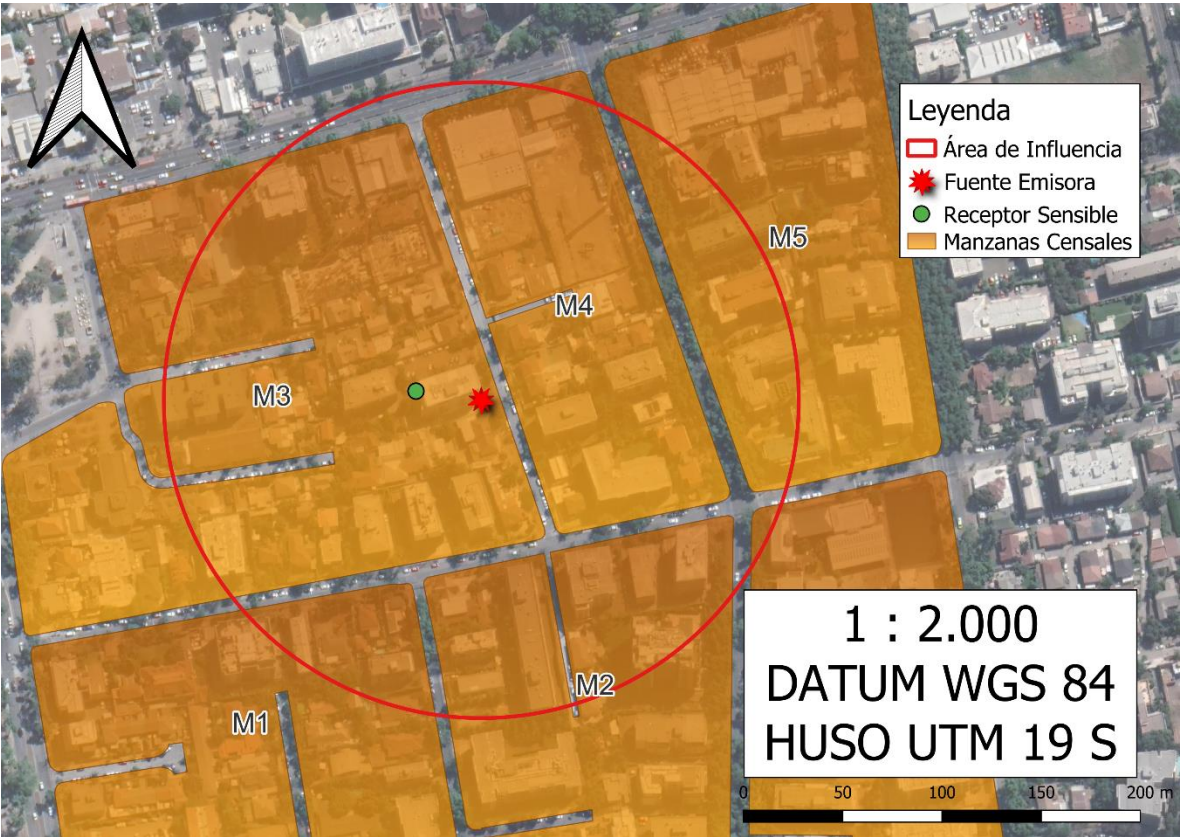 Leyenda
Área de Influencia
Fuente Emisora
Receptor Sensible
Manzanas Censales
M5
M4
M3
M2
M1
1 : 2.000
DATUM WGS 84
HUSO UTM 19 S
0 50 100 150 200 m